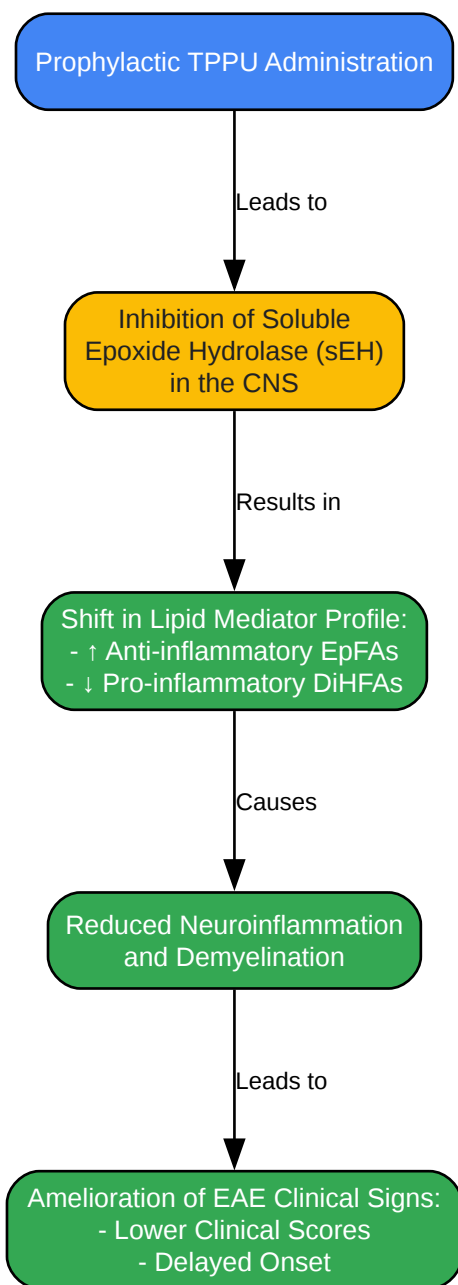 Prophylactic TPPU Administration
Leads to
Inhibition of Soluble
Epoxide Hydrolase (sEH)
in the CNS
Results in
Shift in Lipid Mediator Profile:
- ↑ Anti-inflammatory EpFAs
- ↓ Pro-inflammatory DiHFAs
Causes
Reduced Neuroinflammation
and Demyelination
Leads to
Amelioration of EAE Clinical Signs:
- Lower Clinical Scores
- Delayed Onset